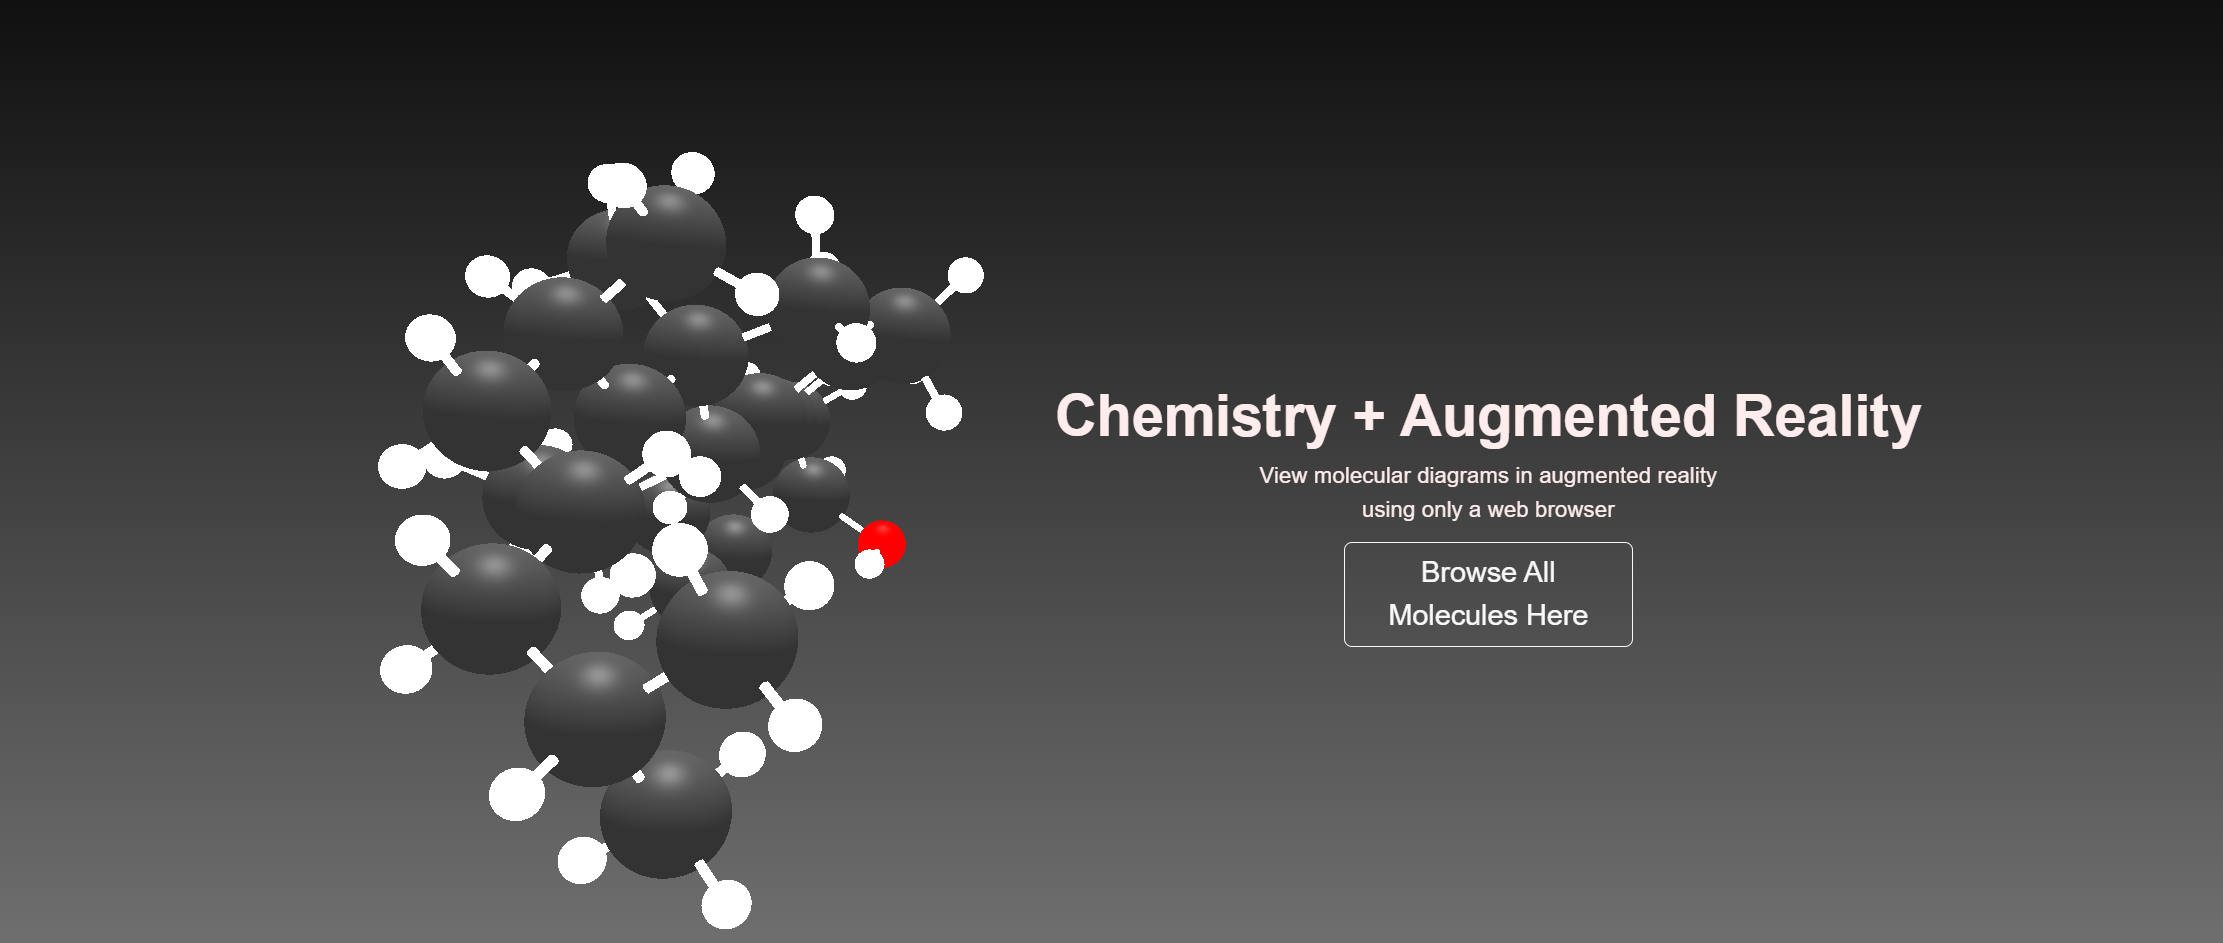 Chemistry + Augmented Reality
View molecular diagrams in augmented reality
using only a web browser
Browse All
Molecules Here